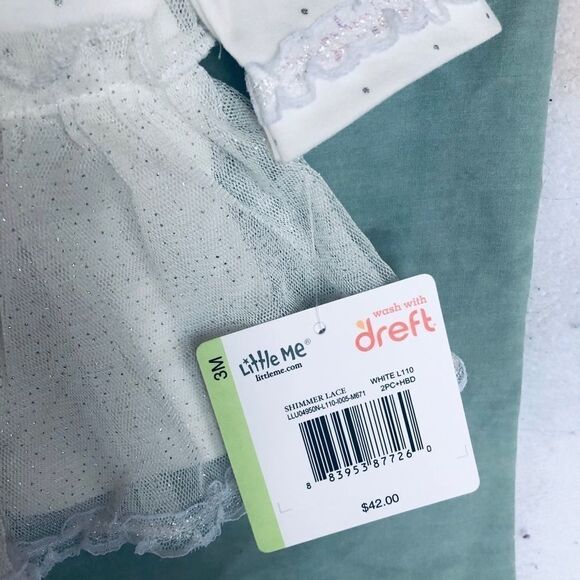 3M
Little Me®
littleme.com
wash with
dreft
SHIMMER LACE
WHITE L110
LLU04950N-L110-I005-M671
2PC+HBD
8 83953 87726 0
$42.00